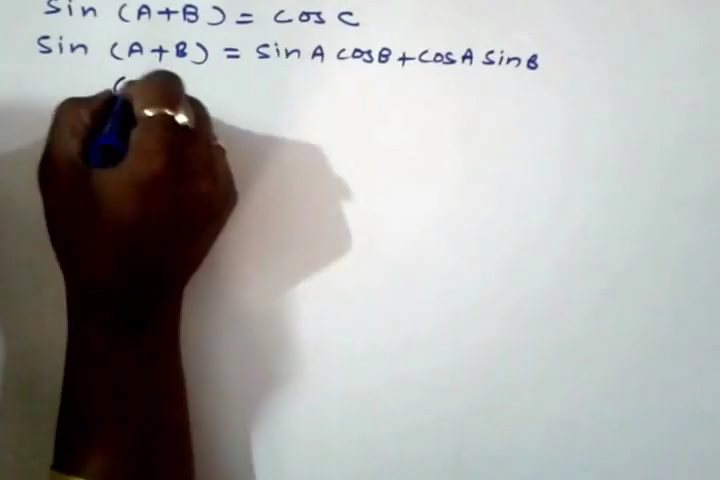 sin (A+B) = cos C
sin (A+B) = sin A cosB + cosA sinB
(